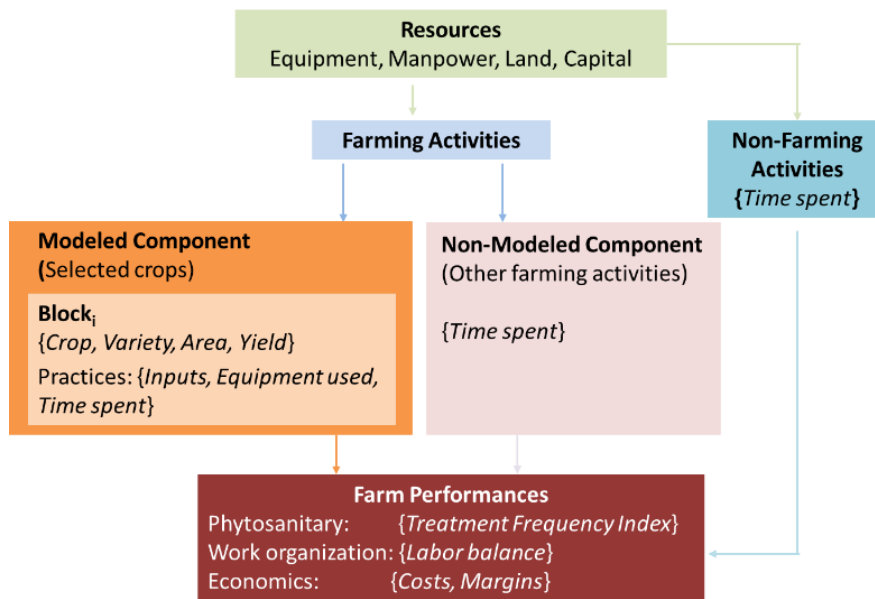 Resources
Equipment, Manpower, Land, Capital
Farming Activities
Non-Farming
Activities
{Time spent}
Modeled Component
(Selected crops)
Block i
{Crop, Variety, Area, Yield}
Practices: {Inputs, Equipment used,
Time spent}
Non-Modeled Component
(Other farming activities)
{Time spent}
Farm Performances
Phytosanitary: {Treatment Frequency Index}
Work organization: {Labor balance}
Economics: {Costs, Margins}